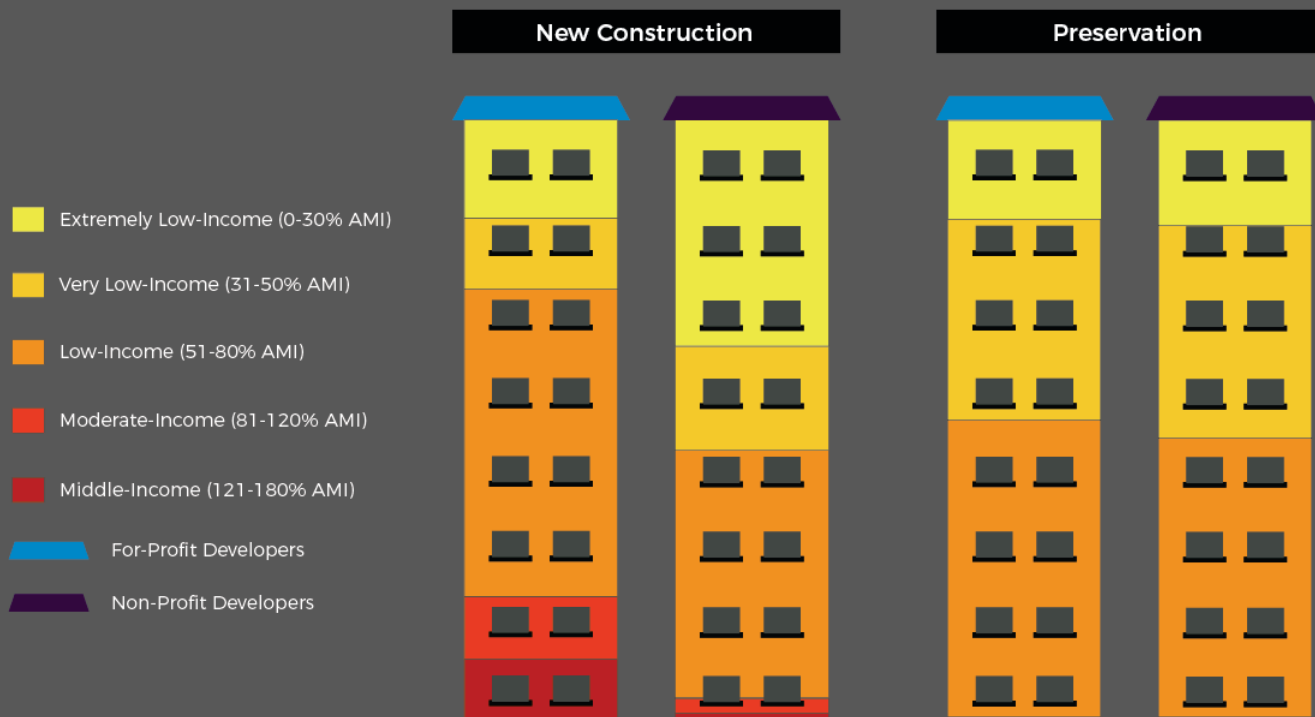 New Construction
Preservation
Extremely Low-Income (0-30% AMI)
Very Low-Income (31-50% AMI)
Low-Income (51-80% AMI)
Moderate-Income (81-120% AMI)
Middle-Income (121-180% AMI)
For-Profit Developers
Non-Profit Developers